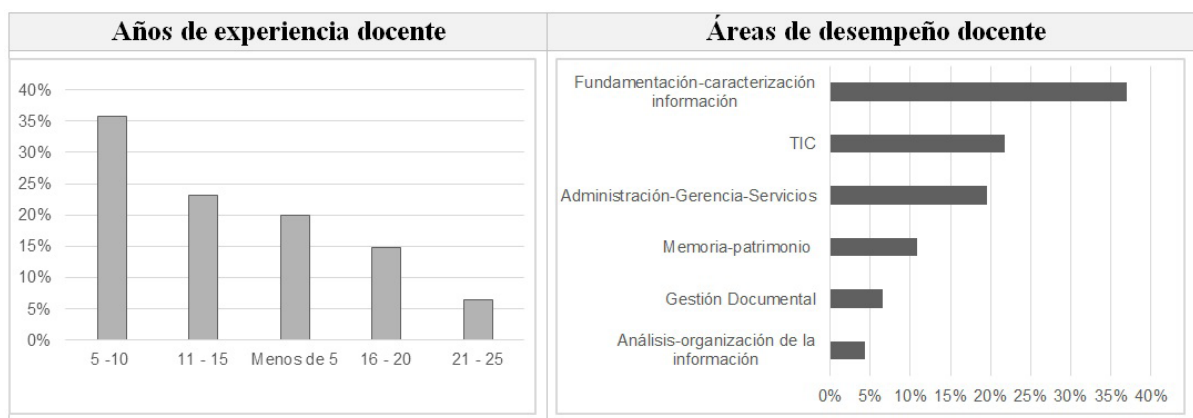 Años de experiencia docente
Áreas de desempeño docente
40%
35%
30%
25%
20%
15%
10%
5%
0%
5 -10
11 - 15
Menos de 5
16 - 20
21 - 25
Fundamentación-caracterización
información
TIC
Administración-Gerencia-Servicios
Memoria-patrimonio
Gestión Documental
Análisis-organización de la
información
0%
5%
10%
15%
20%
25%
30%
35%
40%